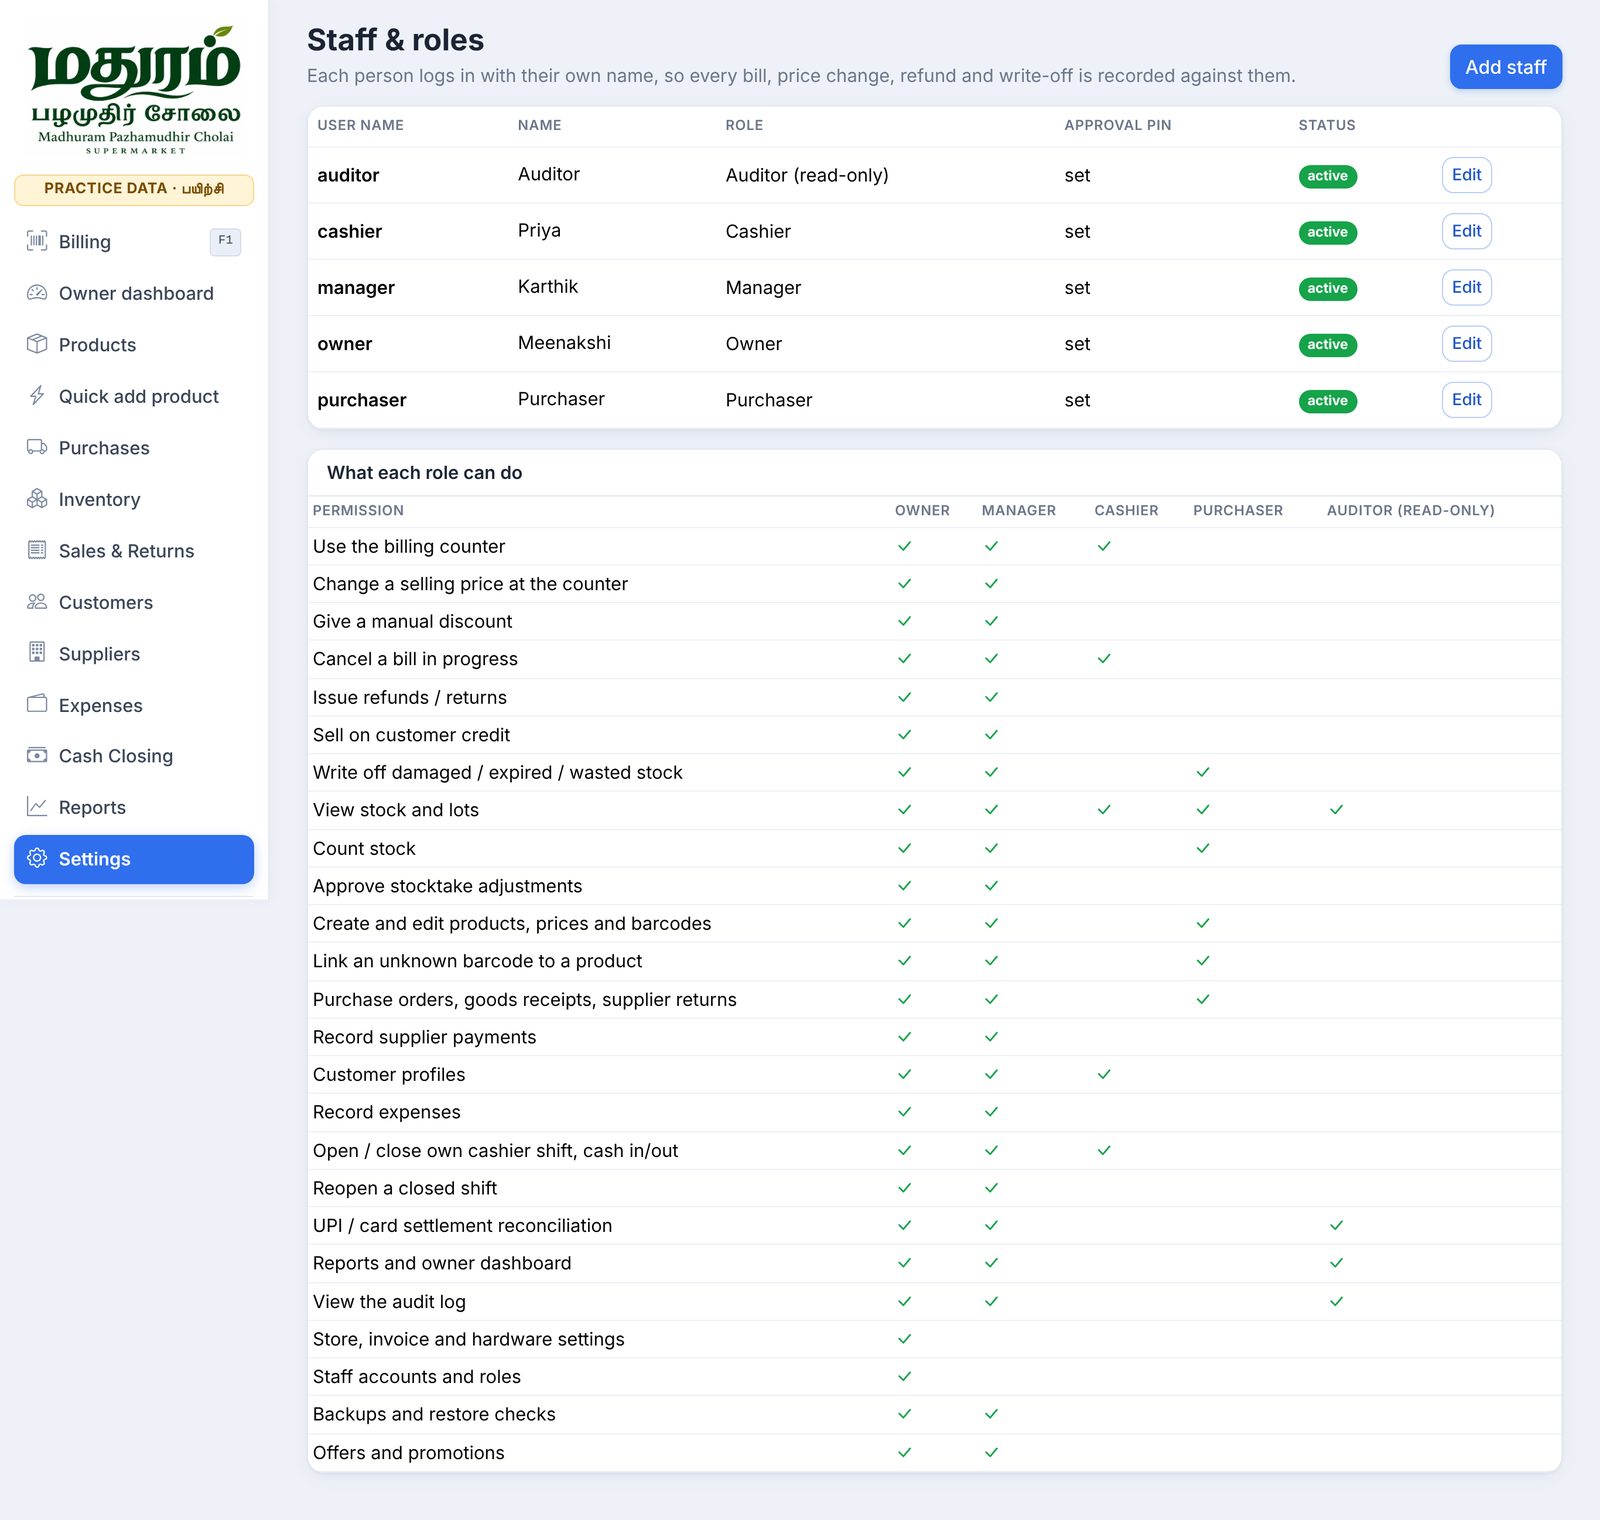 மதுரம்
பழமுதிர் சோலை
Madhuram Pazhamudhir Cholai
SUPERMARKET
PRACTICE DATA · பயிற்சி
Billing F1
Owner dashboard
Products
Quick add product
Purchases
Inventory
Sales & Returns
Customers
Suppliers
Expenses
Cash Closing
Reports
Settings
Staff & roles
Each person logs in with their own name, so every bill, price change, refund and write-off is recorded against them.
Add staff
USER NAME NAME ROLE APPROVAL PIN STATUS
auditor Auditor Auditor (read-only) set active Edit
cashier Priya Cashier set active Edit
manager Karthik Manager set active Edit
owner Meenakshi Owner set active Edit
purchaser Purchaser Purchaser set active Edit
What each role can do
PERMISSION OWNER MANAGER CASHIER PURCHASER AUDITOR (READ-ONLY)
Use the billing counter ✓ ✓ ✓
Change a selling price at the counter ✓ ✓
Give a manual discount ✓ ✓
Cancel a bill in progress ✓ ✓ ✓
Issue refunds / returns ✓ ✓
Sell on customer credit ✓ ✓
Write off damaged / expired / wasted stock ✓ ✓ ✓
View stock and lots ✓ ✓ ✓ ✓ ✓
Count stock ✓ ✓ ✓
Approve stocktake adjustments ✓ ✓
Create and edit products, prices and barcodes ✓ ✓ ✓
Link an unknown barcode to a product ✓ ✓ ✓
Purchase orders, goods receipts, supplier returns ✓ ✓ ✓
Record supplier payments ✓ ✓
Customer profiles ✓ ✓ ✓
Record expenses ✓ ✓
Open / close own cashier shift, cash in/out ✓ ✓ ✓
Reopen a closed shift ✓ ✓
UPI / card settlement reconciliation ✓ ✓ ✓
Reports and owner dashboard ✓ ✓ ✓
View the audit log ✓ ✓ ✓
Store, invoice and hardware settings ✓
Staff accounts and roles ✓
Backups and restore checks ✓ ✓
Offers and promotions ✓ ✓